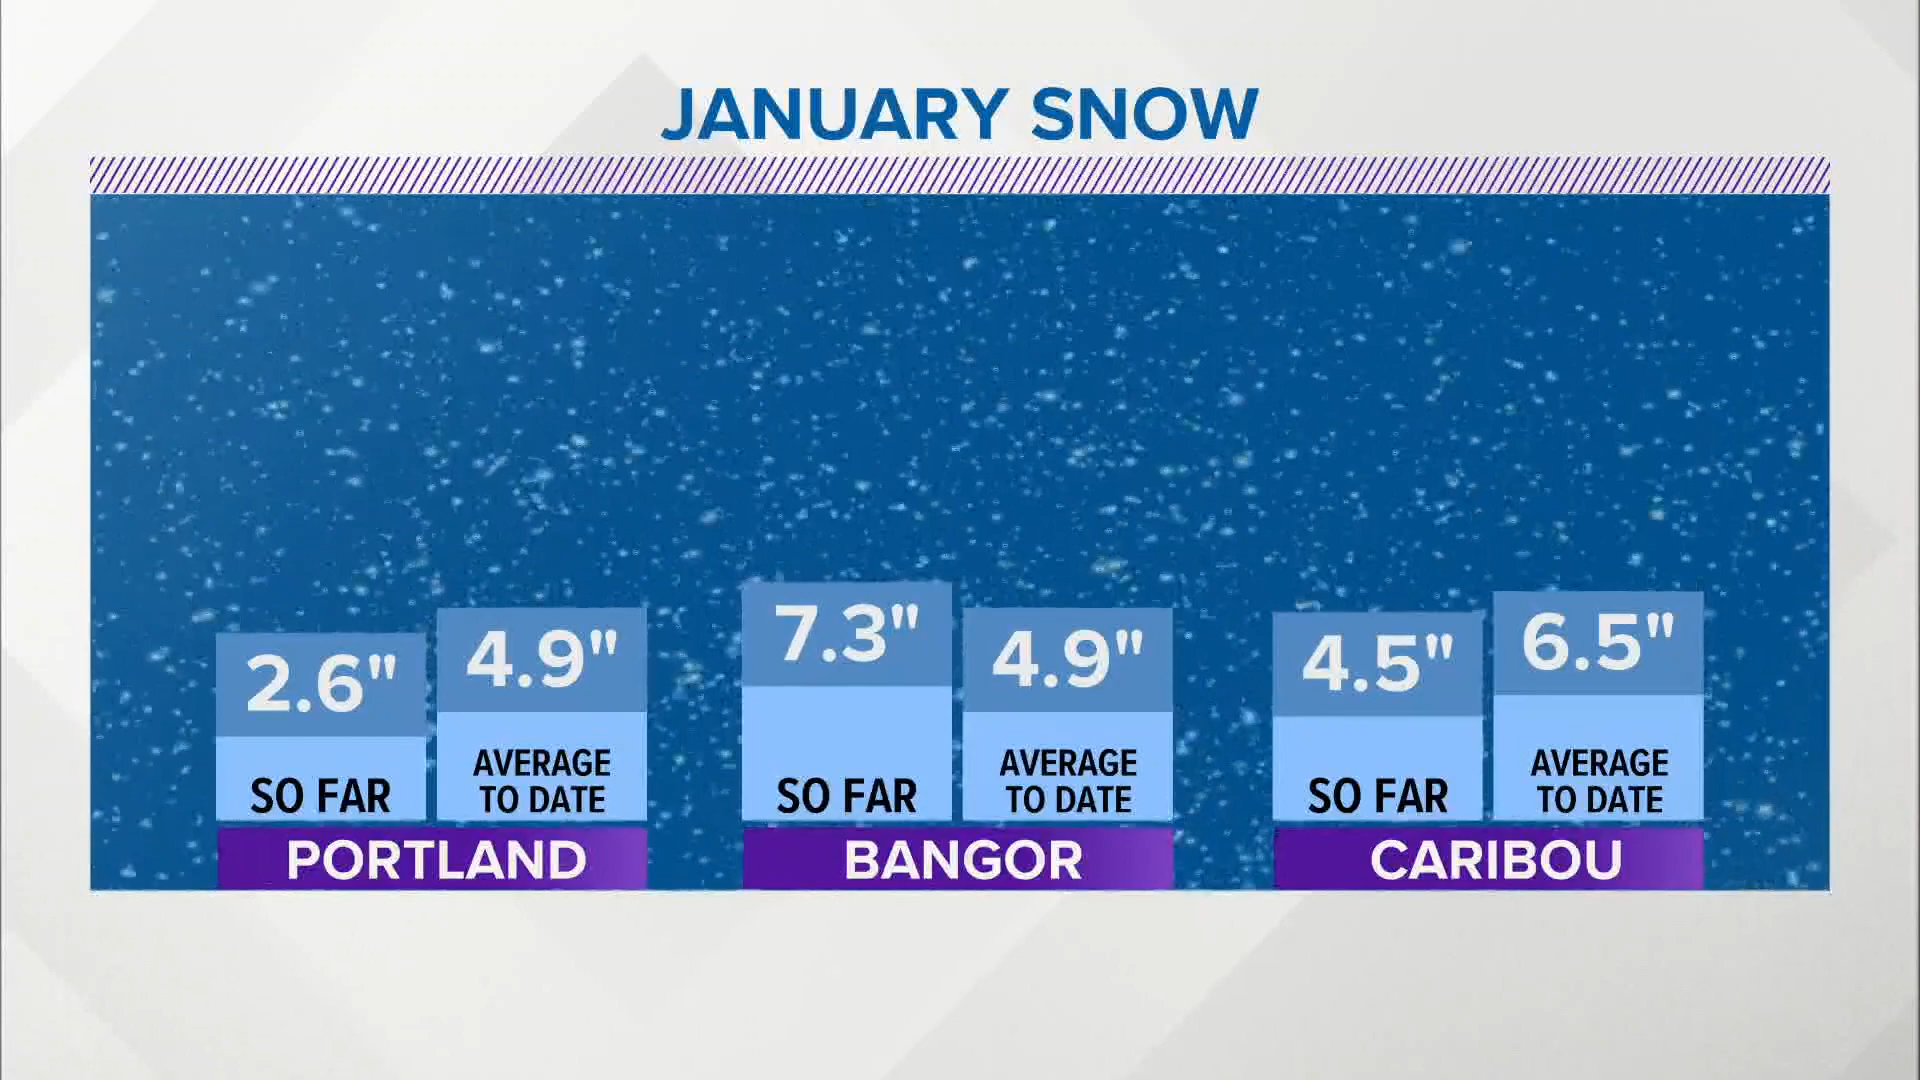 JANUARY SNOW
2.6"
SO FAR
4.9"
AVERAGE
TO DATE
PORTLAND
7.3"
SO FAR
4.9"
AVERAGE
TO DATE
BANGOR
4.5"
SO FAR
6.5"
AVERAGE
TO DATE
CARIBOU